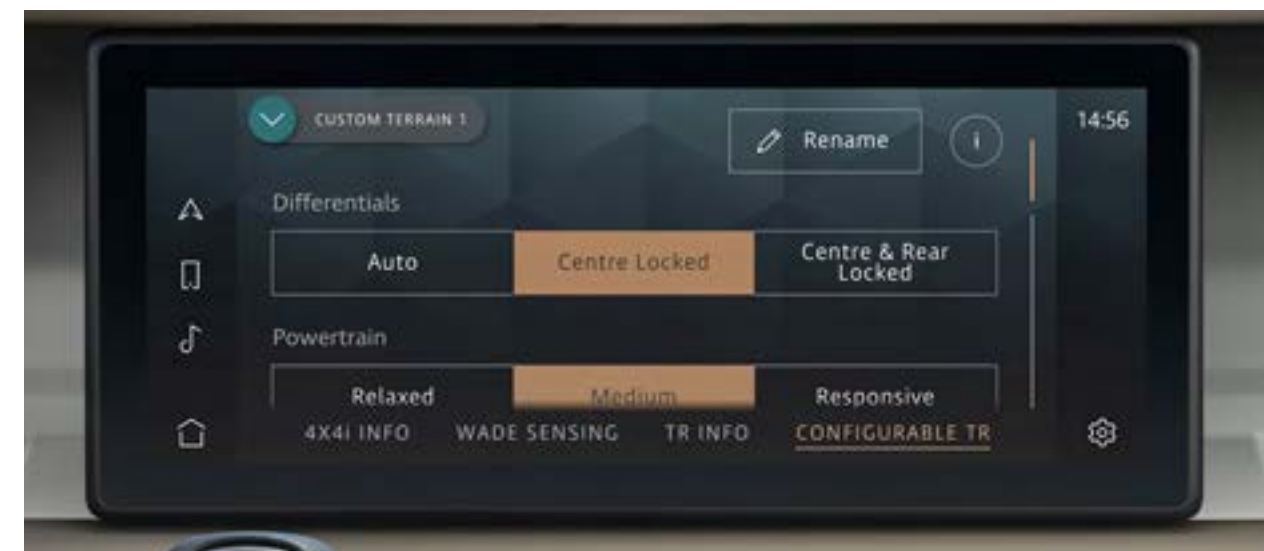 CUSTOM TERRAIN 1
Rename
i
14:56
Differentials
Auto
Centre Locked
Centre & Rear
Locked
Powertrain
Relaxed
Medium
Responsive
4X4i INFO
WADE SENSING
TR INFO
CONFIGURABLE TR